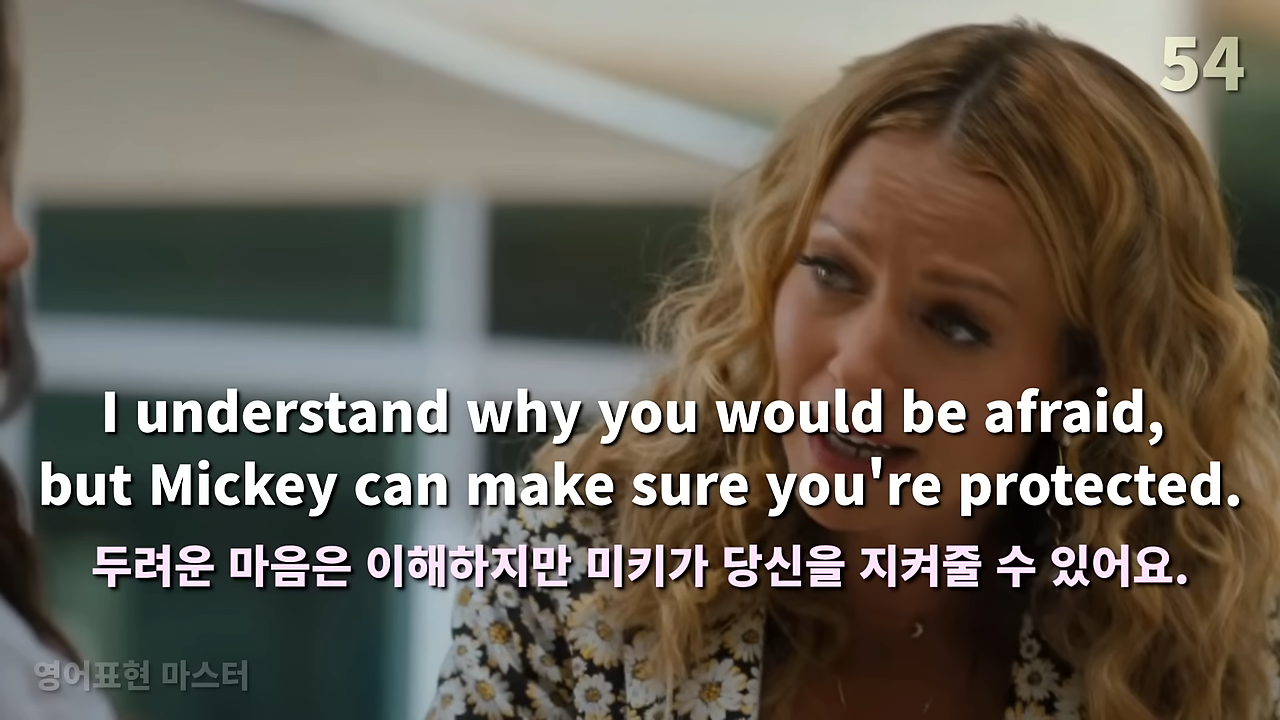 54
I understand why you would be afraid,
but Mickey can make sure you're protected.
두려운 마음은 이해하지만 미키가 당신을 지켜줄 수 있어요.
영어표현 마스터